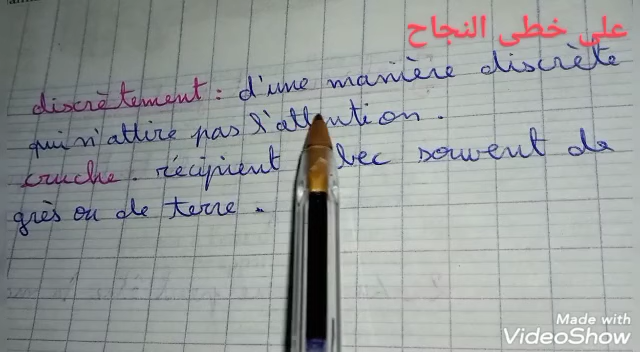 على خطى النجاح
discrètement : d'une manière discrète
qui n'attire pas l'attention.
cruche. récipient bec souvent de
grès ou de terre.
Made with
VideoShow